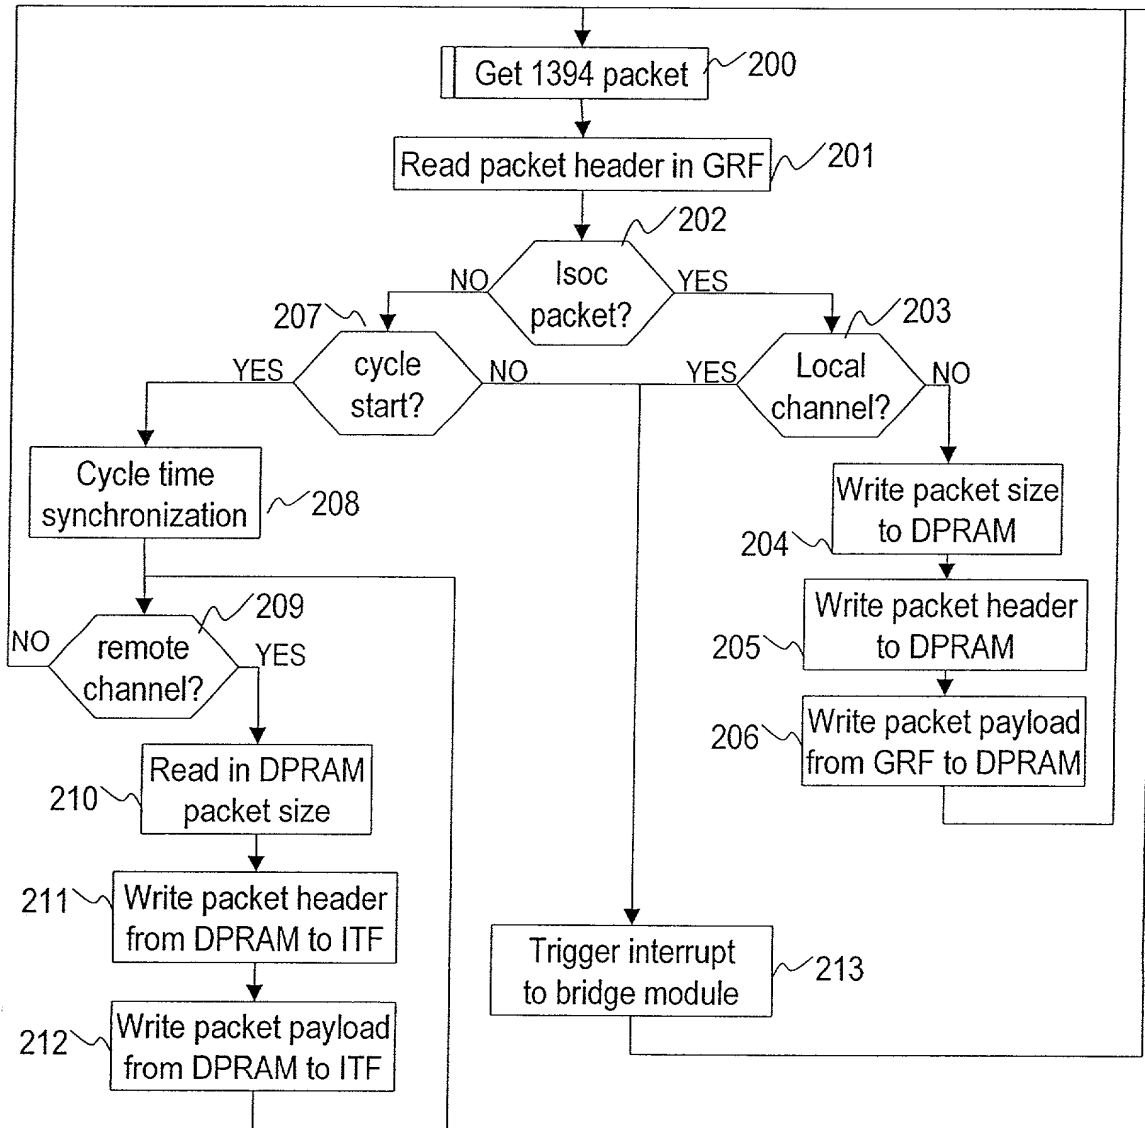 Get 1394 packet
200
Read packet header in GRF
201
202
Isoc
packet?
NO
YES
207
203
cycle
start?
YES
NO
Local
channel?
YES
NO
Cycle time
synchronization
208
Write packet size
to DPRAM
204
Write packet header
to DPRAM
205
209
remote
channel?
NO
YES
Write packet payload
from GRF to DPRAM
206
Read in DPRAM
packet size
210
Write packet header
from DPRAM to ITF
211
Trigger interrupt
to bridge module
213
Write packet payload
from DPRAM to ITF
212